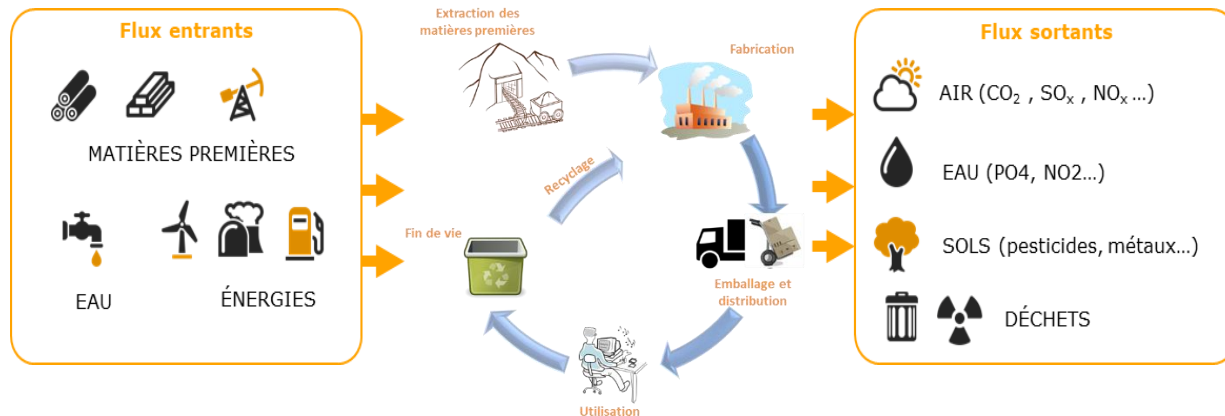 Flux entrants
MATIÈRES PREMIÈRES
EAU
ÉNERGIES
Extraction des
matières premières
Fabrication
Recyclage
Fin de vie
Emballage et
distribution
Utilisation
Flux sortants
AIR (CO₂ , SOₓ , NOₓ ...)
EAU (PO4, NO2...)
SOLS (pesticides, métaux...)
DÉCHETS